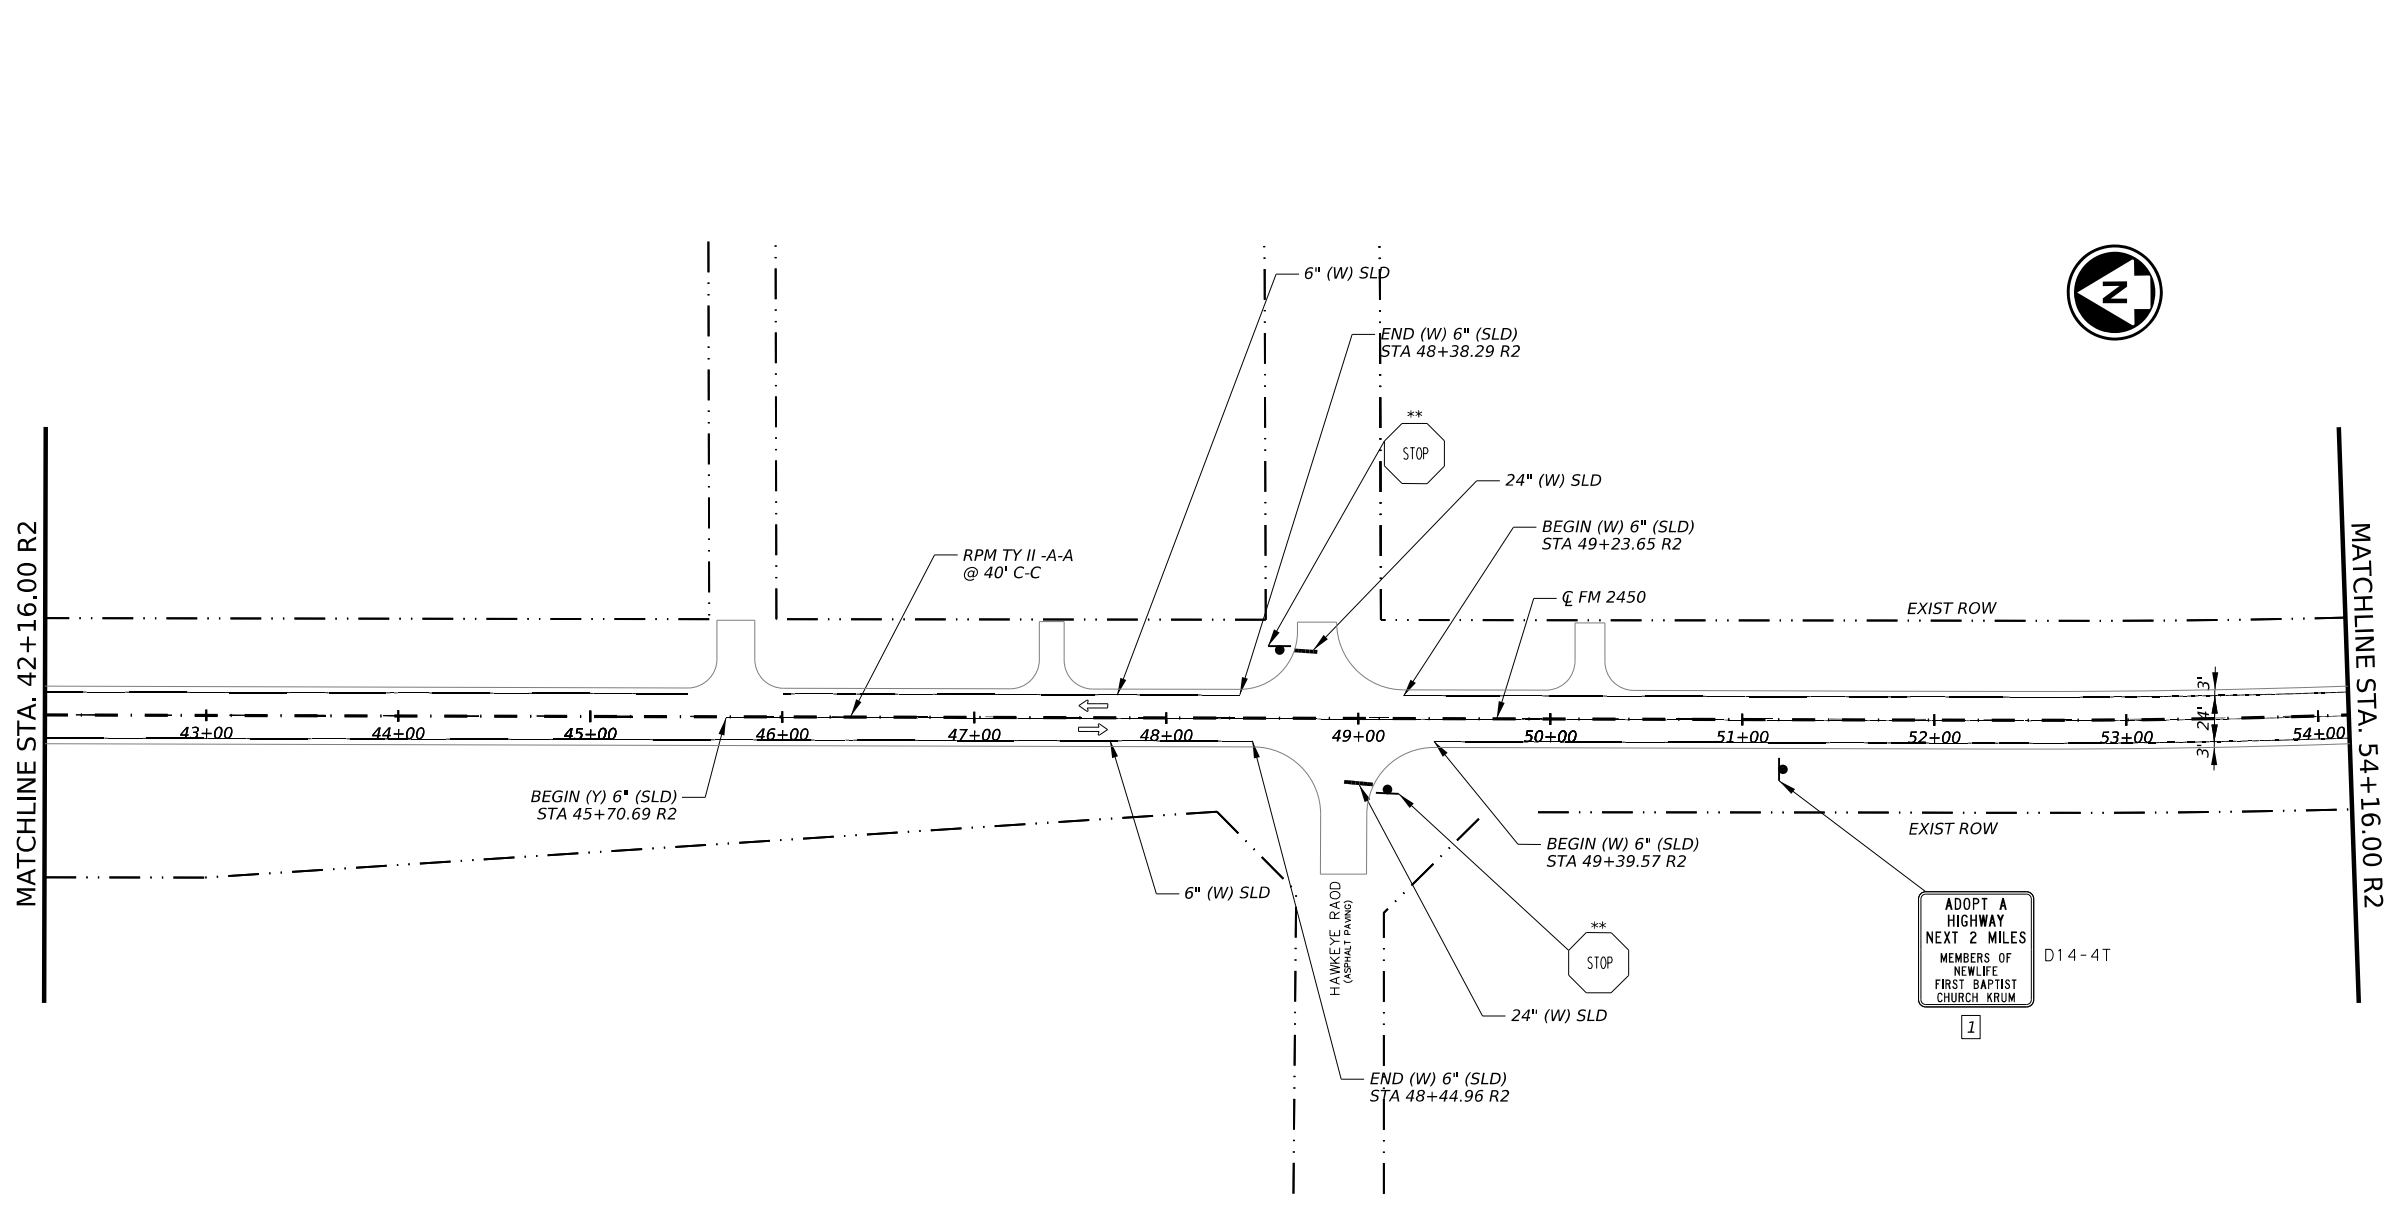 N
6" (W) SLD
END (W) 6" (SLD)
STA 48+38.29 R2
**
STOP
24" (W) SLD
BEGIN (W) 6" (SLD)
STA 49+23.65 R2
RPM TY II -A-A
@ 40' C-C
℄ FM 2450
EXIST ROW
MATCHLINE STA. 42+16.00 R2
MATCHLINE STA. 54+16.00 R2
3'
24'
3'
43+00
44+00
45+00
46+00
47+00
48+00
49+00
50+00
51+00
52+00
53+00
54+00
BEGIN (Y) 6" (SLD)
STA 45+70.69 R2
EXIST ROW
BEGIN (W) 6" (SLD)
STA 49+39.57 R2
6" (W) SLD
HAWKEYE RAOD
(ASPHALT PAVING)
**
STOP
ADOPT A
HIGHWAY
NEXT 2 MILES
MEMBERS OF
NEWLIFE
FIRST BAPTIST
CHURCH KRUM
D14-4T
1
24" (W) SLD
END (W) 6" (SLD)
STA 48+44.96 R2